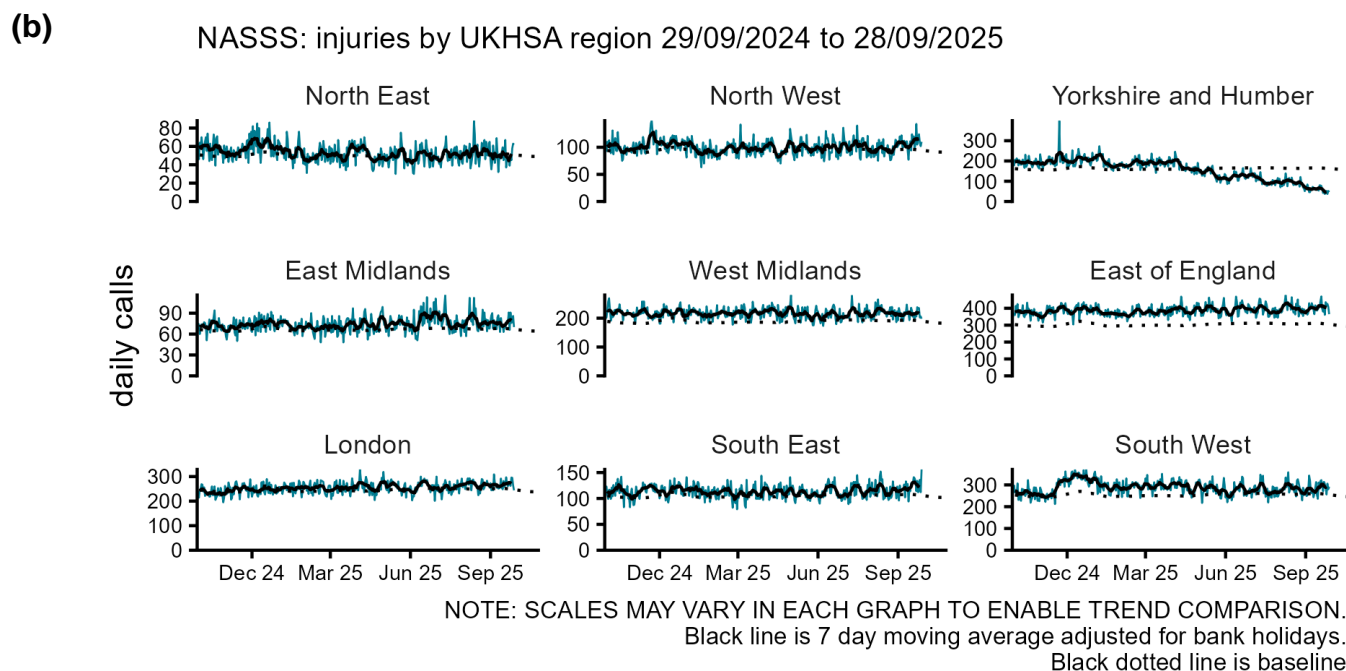 (b)
NASSS: injuries by UKHSA region 29/09/2024 to 28/09/2025
North East
North West
Yorkshire and Humber
80
60
40
20
0
100
50
0
300
200
100
0
East Midlands
West Midlands
East of England
daily calls
90
60
30
0
200
100
0
400
300
200
100
0
London
South East
South West
300
200
100
0
150
100
50
0
300
200
100
0
Dec 24 Mar 25 Jun 25 Sep 25
Dec 24 Mar 25 Jun 25 Sep 25
Dec 24 Mar 25 Jun 25 Sep 25
NOTE: SCALES MAY VARY IN EACH GRAPH TO ENABLE TREND COMPARISON.
Black line is 7 day moving average adjusted for bank holidays.
Black dotted line is baseline